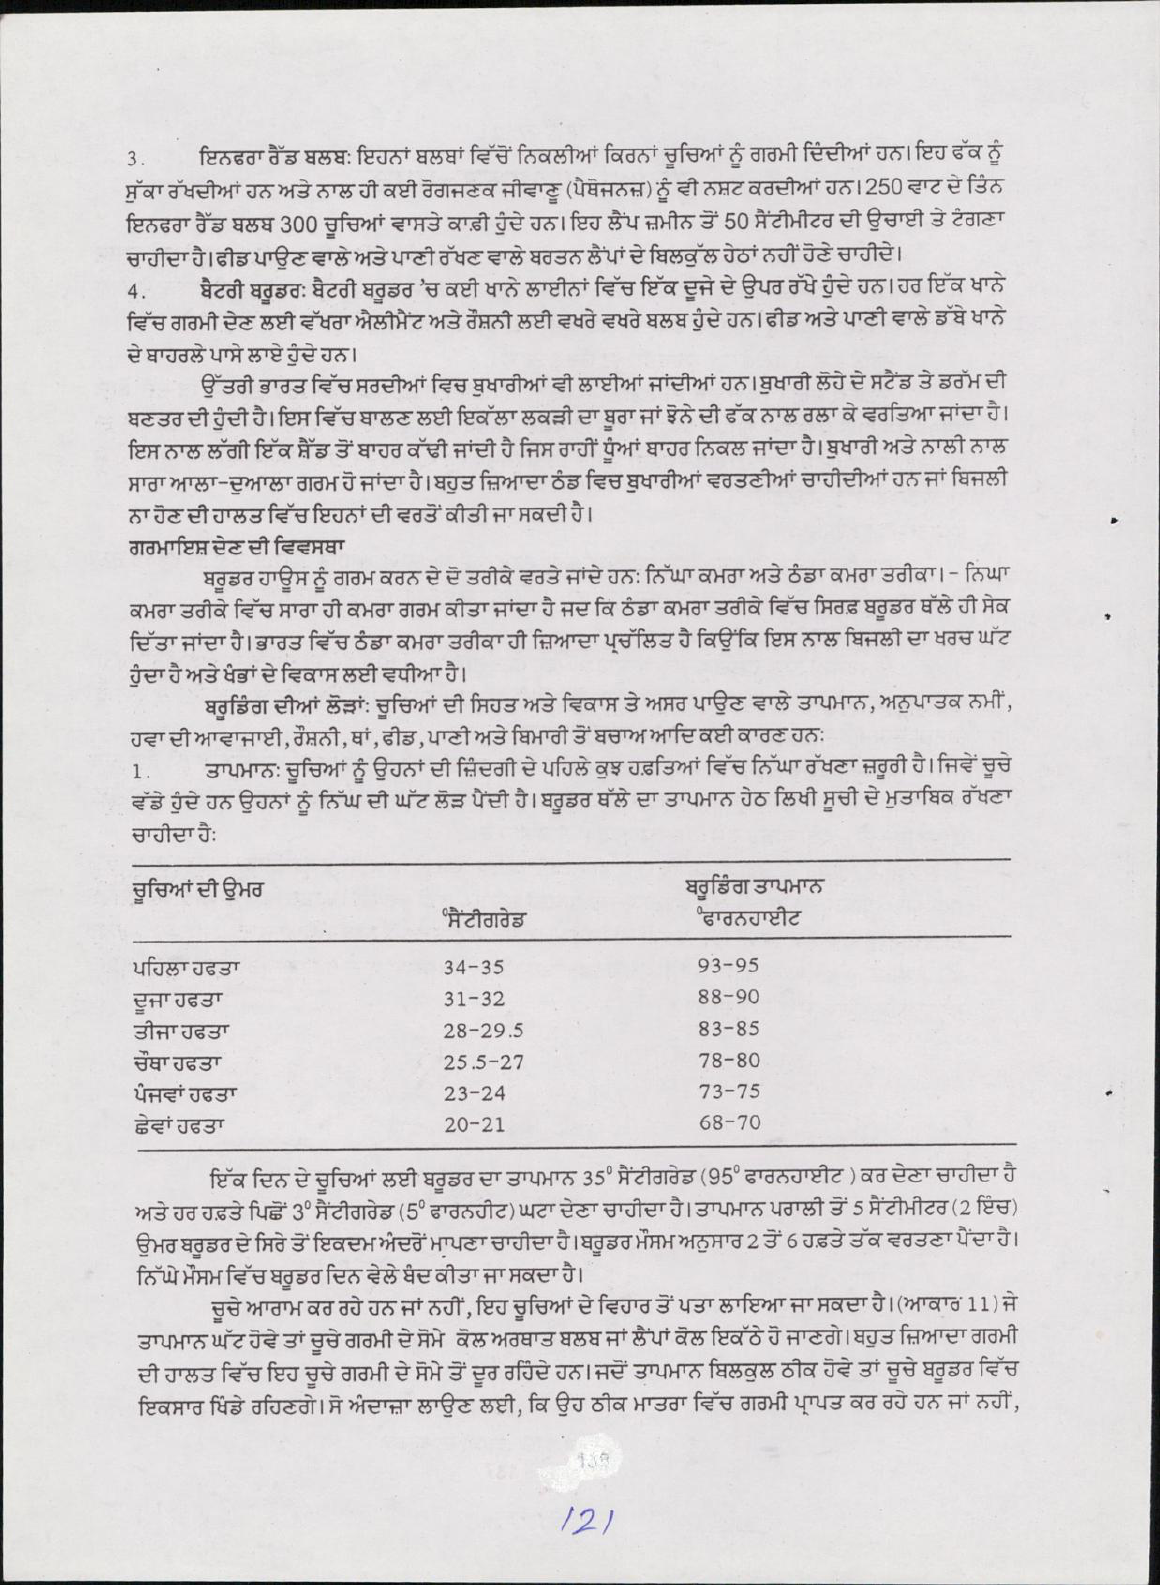 3. ਇਨਫਰਾ ਰੈੱਡ ਬਲਬ: ਇਹਨਾਂ ਬਲਬਾਂ ਵਿੱਚੋਂ ਨਿਕਲੀਆਂ ਕਿਰਨਾਂ ਚੂਚਿਆਂ ਨੂੰ ਗਰਮੀ ਦਿੰਦੀਆਂ ਹਨ। ਇਹ ਫੱਕ ਨੂੰ
ਸੁੱਕਾ ਰੱਖਦੀਆਂ ਹਨ ਅਤੇ ਨਾਲ ਹੀ ਕਈ ਰੋਗਜਣਕ ਜੀਵਾਣੂ (ਪੈਥੋਜਨਜ਼) ਨੂੰ ਵੀ ਨਸ਼ਟ ਕਰਦੀਆਂ ਹਨ। 250 ਵਾਟ ਦੇ ਤਿੰਨ
ਇਨਫਰਾ ਰੈੱਡ ਬਲਬ 300 ਚੂਚਿਆਂ ਵਾਸਤੇ ਕਾਫ਼ੀ ਹੁੰਦੇ ਹਨ। ਇਹ ਲੈਂਪ ਜ਼ਮੀਨ ਤੋਂ 50 ਸੈਂਟੀਮੀਟਰ ਦੀ ਉਚਾਈ ਤੇ ਟੰਗਣਾ
ਚਾਹੀਦਾ ਹੈ। ਫੀਡ ਪਾਉਣ ਵਾਲੇ ਅਤੇ ਪਾਣੀ ਰੱਖਣ ਵਾਲੇ ਬਰਤਨ ਲੈਂਪਾਂ ਦੇ ਬਿਲਕੁੱਲ ਹੇਠਾਂ ਨਹੀਂ ਹੋਣੇ ਚਾਹੀਦੇ।
4. ਬੈਟਰੀ ਬਰੂਡਰ: ਬੈਟਰੀ ਬਰੂਡਰ 'ਚ ਕਈ ਖਾਨੇ ਲਾਈਨਾਂ ਵਿੱਚ ਇੱਕ ਦੂਜੇ ਦੇ ਉਪਰ ਰੱਖੇ ਹੁੰਦੇ ਹਨ। ਹਰ ਇੱਕ ਖਾਨੇ
ਵਿੱਚ ਗਰਮੀ ਦੇਣ ਲਈ ਵੱਖਰਾ ਐਲੀਮੈਂਟ ਅਤੇ ਰੌਸ਼ਨੀ ਲਈ ਵਖਰੇ ਵਖਰੇ ਬਲਬ ਹੁੰਦੇ ਹਨ। ਫੀਡ ਅਤੇ ਪਾਣੀ ਵਾਲੇ ਡੱਬੇ ਖਾਨੇ
ਦੇ ਬਾਹਰਲੇ ਪਾਸੇ ਲਾਏ ਹੁੰਦੇ ਹਨ।
ਉੱਤਰੀ ਭਾਰਤ ਵਿੱਚ ਸਰਦੀਆਂ ਵਿਚ ਬੁਖਾਰੀਆਂ ਵੀ ਲਾਈਆਂ ਜਾਂਦੀਆਂ ਹਨ। ਬੁਖਾਰੀ ਲੋਹੇ ਦੇ ਸਟੈਂਡ ਤੇ ਡਰੱਮ ਦੀ
ਬਣਤਰ ਦੀ ਹੁੰਦੀ ਹੈ। ਇਸ ਵਿੱਚ ਬਾਲਣ ਲਈ ਇਕੱਲਾ ਲਕੜੀ ਦਾ ਬੂਰਾ ਜਾਂ ਝੋਨੇ ਦੀ ਫੱਕ ਨਾਲ ਰਲਾ ਕੇ ਵਰਤਿਆ ਜਾਂਦਾ ਹੈ।
ਇਸ ਨਾਲ ਲੱਗੀ ਇੱਕ ਸ਼ੈੱਡ ਤੋਂ ਬਾਹਰ ਕੱਢੀ ਜਾਂਦੀ ਹੈ ਜਿਸ ਰਾਹੀਂ ਧੂੰਆਂ ਬਾਹਰ ਨਿਕਲ ਜਾਂਦਾ ਹੈ। ਬੁਖਾਰੀ ਅਤੇ ਨਾਲੀ ਨਾਲ
ਸਾਰਾ ਆਲਾ-ਦੁਆਲਾ ਗਰਮ ਹੋ ਜਾਂਦਾ ਹੈ। ਬਹੁਤ ਜ਼ਿਆਦਾ ਠੰਡ ਵਿਚ ਬੁਖਾਰੀਆਂ ਵਰਤਣੀਆਂ ਚਾਹੀਦੀਆਂ ਹਨ ਜਾਂ ਬਿਜਲੀ
ਨਾ ਹੋਣ ਦੀ ਹਾਲਤ ਵਿੱਚ ਇਹਨਾਂ ਦੀ ਵਰਤੋਂ ਕੀਤੀ ਜਾ ਸਕਦੀ ਹੈ।
ਗਰਮਾਇਸ਼ ਦੇਣ ਦੀ ਵਿਵਸਥਾ
ਬਰੂਡਰ ਹਾਊਸ ਨੂੰ ਗਰਮ ਕਰਨ ਦੇ ਦੋ ਤਰੀਕੇ ਵਰਤੇ ਜਾਂਦੇ ਹਨ: ਨਿੱਘਾ ਕਮਰਾ ਅਤੇ ਠੰਡਾ ਕਮਰਾ ਤਰੀਕਾ। - ਨਿਘਾ
ਕਮਰਾ ਤਰੀਕੇ ਵਿੱਚ ਸਾਰਾ ਹੀ ਕਮਰਾ ਗਰਮ ਕੀਤਾ ਜਾਂਦਾ ਹੈ ਜਦ ਕਿ ਠੰਡਾ ਕਮਰਾ ਤਰੀਕੇ ਵਿੱਚ ਸਿਰਫ਼ ਬਰੂਡਰ ਥੱਲੇ ਹੀ ਸੇਕ
ਦਿੱਤਾ ਜਾਂਦਾ ਹੈ। ਭਾਰਤ ਵਿੱਚ ਠੰਡਾ ਕਮਰਾ ਤਰੀਕਾ ਹੀ ਜ਼ਿਆਦਾ ਪ੍ਰਚੱਲਿਤ ਹੈ ਕਿਉਂਕਿ ਇਸ ਨਾਲ ਬਿਜਲੀ ਦਾ ਖਰਚ ਘੱਟ
ਹੁੰਦਾ ਹੈ ਅਤੇ ਖੰਭਾਂ ਦੇ ਵਿਕਾਸ ਲਈ ਵਧੀਆ ਹੈ।
ਬਰੂਡਿੰਗ ਦੀਆਂ ਲੋੜਾਂ: ਚੂਚਿਆਂ ਦੀ ਸਿਹਤ ਅਤੇ ਵਿਕਾਸ ਤੇ ਅਸਰ ਪਾਉਣ ਵਾਲੇ ਤਾਪਮਾਨ, ਅਨੁਪਾਤਕ ਨਮੀਂ,
ਹਵਾ ਦੀ ਆਵਾਜਾਈ, ਰੌਸ਼ਨੀ, ਥਾਂ, ਫੀਡ, ਪਾਣੀ ਅਤੇ ਬਿਮਾਰੀ ਤੋਂ ਬਚਾਅ ਆਦਿ ਕਈ ਕਾਰਣ ਹਨ:
1. ਤਾਪਮਾਨ: ਚੂਚਿਆਂ ਨੂੰ ਉਹਨਾਂ ਦੀ ਜ਼ਿੰਦਗੀ ਦੇ ਪਹਿਲੇ ਕੁਝ ਹਫ਼ਤਿਆਂ ਵਿੱਚ ਨਿੱਘਾ ਰੱਖਣਾ ਜ਼ਰੂਰੀ ਹੈ। ਜਿਵੇਂ ਚੂਚੇ
ਵੱਡੇ ਹੁੰਦੇ ਹਨ ਉਹਨਾਂ ਨੂੰ ਨਿੱਘ ਦੀ ਘੱਟ ਲੋੜ ਪੈਂਦੀ ਹੈ। ਬਰੂਡਰ ਥੱਲੇ ਦਾ ਤਾਪਮਾਨ ਹੇਠ ਲਿਖੀ ਸੂਚੀ ਦੇ ਮੁਤਾਬਿਕ ਰੱਖਣਾ
ਚਾਹੀਦਾ ਹੈ:
ਚੂਚਿਆਂ ਦੀ ਉਮਰ ਬਰੂਡਿੰਗ ਤਾਪਮਾਨ
⁰ਸੈਂਟੀਗਰੇਡ ⁰ਫਾਰਨਹਾਈਟ
ਪਹਿਲਾ ਹਫਤਾ 34-35 93-95
ਦੂਜਾ ਹਫਤਾ 31-32 88-90
ਤੀਜਾ ਹਫਤਾ 28-29.5 83-85
ਚੌਥਾ ਹਫਤਾ 25.5-27 78-80
ਪੰਜਵਾਂ ਹਫਤਾ 23-24 73-75
ਛੇਵਾਂ ਹਫਤਾ 20-21 68-70
ਇੱਕ ਦਿਨ ਦੇ ਚੂਚਿਆਂ ਲਈ ਬਰੂਡਰ ਦਾ ਤਾਪਮਾਨ 35⁰ ਸੈਂਟੀਗਰੇਡ (95⁰ ਫਾਰਨਹਾਈਟ ) ਕਰ ਦੇਣਾ ਚਾਹੀਦਾ ਹੈ
ਅਤੇ ਹਰ ਹਫ਼ਤੇ ਪਿਛੋਂ 3⁰ ਸੈਂਟੀਗਰੇਡ (5⁰ ਫਾਰਨਹੀਟ) ਘਟਾ ਦੇਣਾ ਚਾਹੀਦਾ ਹੈ। ਤਾਪਮਾਨ ਪਰਾਲੀ ਤੋਂ 5 ਸੈਂਟੀਮੀਟਰ (2 ਇੰਚ)
ਉਮਰ ਬਰੂਡਰ ਦੇ ਸਿਰੇ ਤੋਂ ਇਕਦਮ ਅੰਦਰੋਂ ਮਾਪਣਾ ਚਾਹੀਦਾ ਹੈ। ਬਰੂਡਰ ਮੌਸਮ ਅਨੁਸਾਰ 2 ਤੋਂ 6 ਹਫ਼ਤੇ ਤੱਕ ਵਰਤਣਾ ਪੈਂਦਾ ਹੈ।
ਨਿੱਘੇ ਮੌਸਮ ਵਿੱਚ ਬਰੂਡਰ ਦਿਨ ਵੇਲੇ ਬੰਦ ਕੀਤਾ ਜਾ ਸਕਦਾ ਹੈ।
ਚੂਚੇ ਆਰਾਮ ਕਰ ਰਹੇ ਹਨ ਜਾਂ ਨਹੀਂ, ਇਹ ਚੂਚਿਆਂ ਦੇ ਵਿਹਾਰ ਤੋਂ ਪਤਾ ਲਾਇਆ ਜਾ ਸਕਦਾ ਹੈ। (ਆਕਾਰ 11) ਜੇ
ਤਾਪਮਾਨ ਘੱਟ ਹੋਵੇ ਤਾਂ ਚੂਚੇ ਗਰਮੀ ਦੇ ਸੋਮੇ ਕੋਲ ਅਰਥਾਤ ਬਲਬ ਜਾਂ ਲੈਂਪਾਂ ਕੋਲ ਇਕੱਠੇ ਹੋ ਜਾਣਗੇ। ਬਹੁਤ ਜ਼ਿਆਦਾ ਗਰਮੀ
ਦੀ ਹਾਲਤ ਵਿੱਚ ਇਹ ਚੂਚੇ ਗਰਮੀ ਦੇ ਸੋਮੇ ਤੋਂ ਦੂਰ ਰਹਿੰਦੇ ਹਨ। ਜਦੋਂ ਤਾਪਮਾਨ ਬਿਲਕੁਲ ਠੀਕ ਹੋਵੇ ਤਾਂ ਚੂਚੇ ਬਰੂਡਰ ਵਿੱਚ
ਇਕਸਾਰ ਖਿੰਡੇ ਰਹਿਣਗੇ। ਸੋ ਅੰਦਾਜ਼ਾ ਲਾਉਣ ਲਈ, ਕਿ ਉਹ ਠੀਕ ਮਾਤਰਾ ਵਿੱਚ ਗਰਮੀ ਪ੍ਰਾਪਤ ਕਰ ਰਹੇ ਹਨ ਜਾਂ ਨਹੀਂ,
121